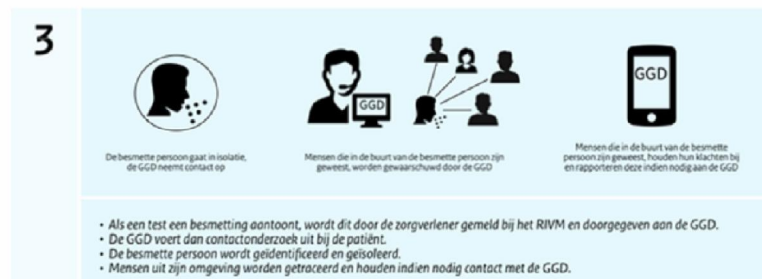 3
GGD
GGD
De besmette persoon gaat in isolatie,
de GGD neemt contact op
Mensen die in de buurt van de besmette persoon zijn
geweest, worden gewaarschuwd door de GGD
Mensen die in de buurt van de besmette
persoon zijn geweest, houden hun klachten bij
en rapporteren deze indien nodig aan de GGD
• Als een test een besmetting aantoont, wordt dit door de zorgverlener gemeld bij het RIVM en doorgegeven aan de GGD.
• De GGD voert dan contactonderzoek uit bij de patiënt.
• De besmette persoon wordt geïdentificeerd en geïsoleerd.
• Mensen uit zijn omgeving worden getraceerd en houden indien nodig contact met de GGD.